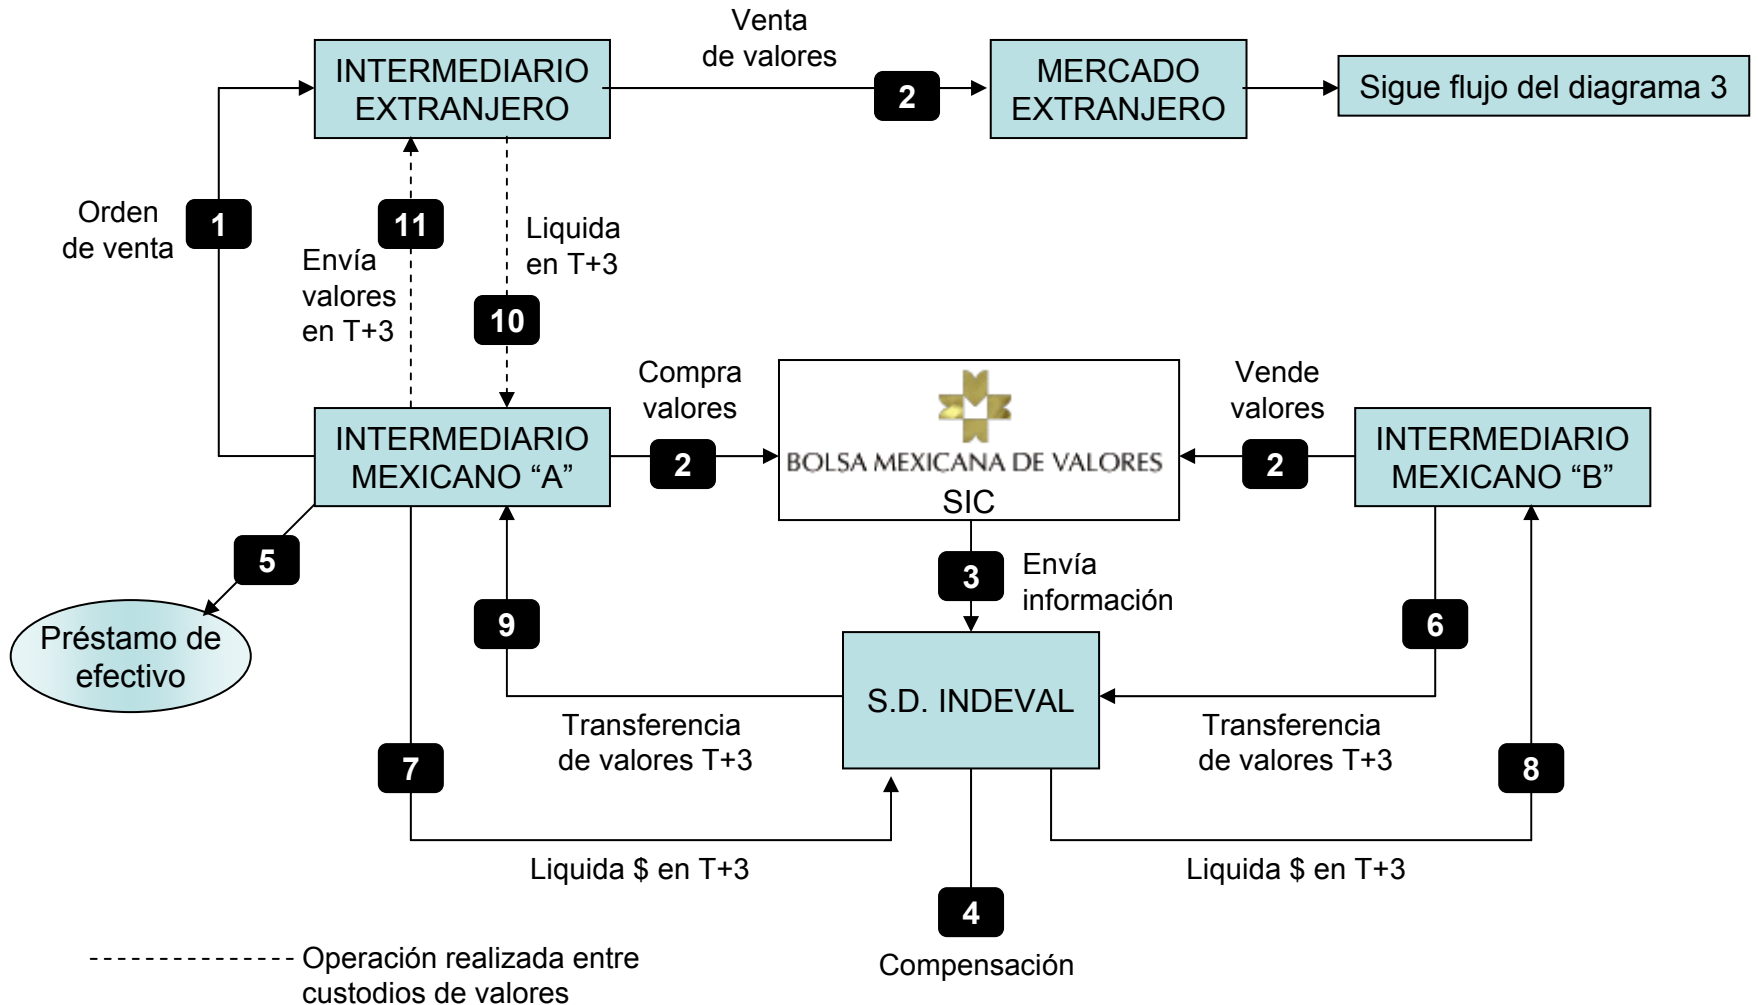 Venta
de valores
INTERMEDIARIO
EXTRANJERO
2
MERCADO
EXTRANJERO
Sigue flujo del diagrama 3
Orden
de venta
1
11
Envía
valores
en T+3
Liquida
en T+3
10
Compra
valores
Vende
valores
INTERMEDIARIO
MEXICANO “A”
2
BOLSA MEXICANA DE VALORES
SIC
2
INTERMEDIARIO
MEXICANO “B”
5
Préstamo de
efectivo
3
Envía
información
9
6
S.D. INDEVAL
Transferencia
de valores T+3
Transferencia
de valores T+3
7
8
Liquida $ en T+3
Liquida $ en T+3
4
Compensación
Operación realizada entre
custodios de valores